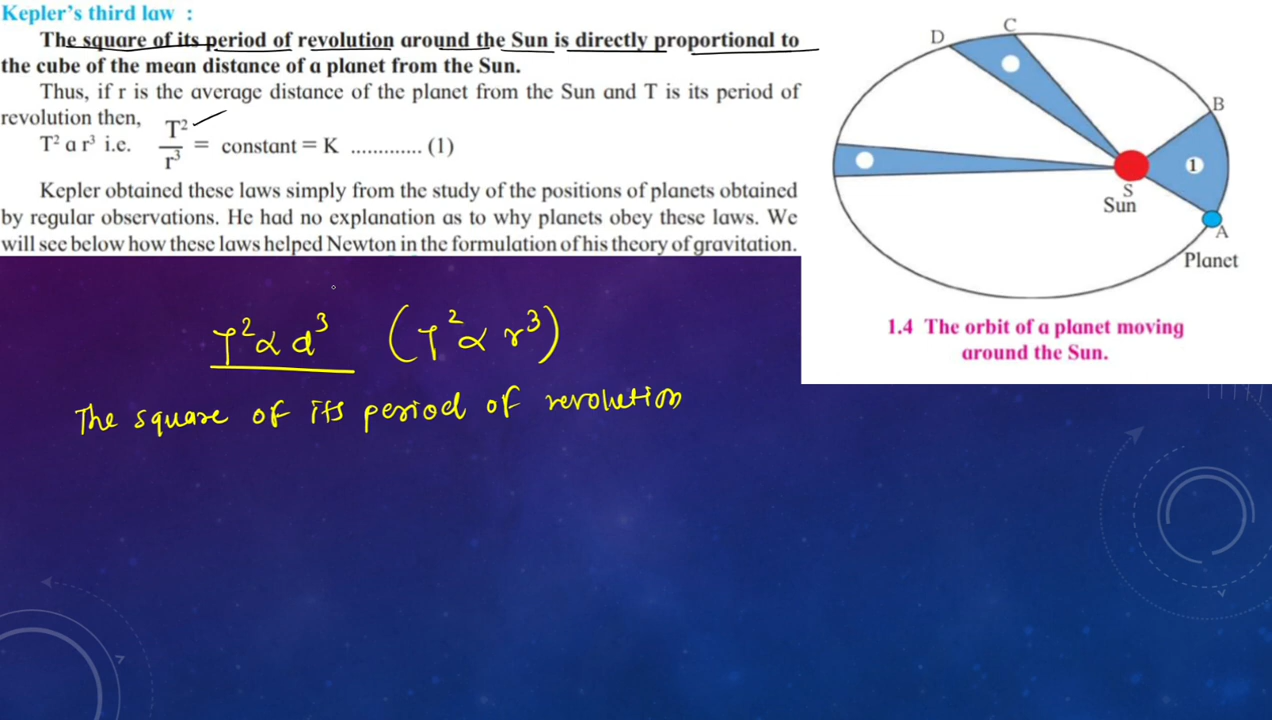 Kepler's third law :
The square of its period of revolution around the Sun is directly proportional to
the cube of the mean distance of a planet from the Sun.
Thus, if r is the average distance of the planet from the Sun and T is its period of
revolution then,
T² a r³ i.e. T²/r³ = constant = K ............. (1)
Kepler obtained these laws simply from the study of the positions of planets obtained
by regular observations. He had no explanation as to why planets obey these laws. We
will see below how these laws helped Newton in the formulation of his theory of gravitation.
D
C
B
1
S
Sun
A
Planet
1.4 The orbit of a planet moving
around the Sun.
T² α d³ (T² α r³)
The square of its period of revolution